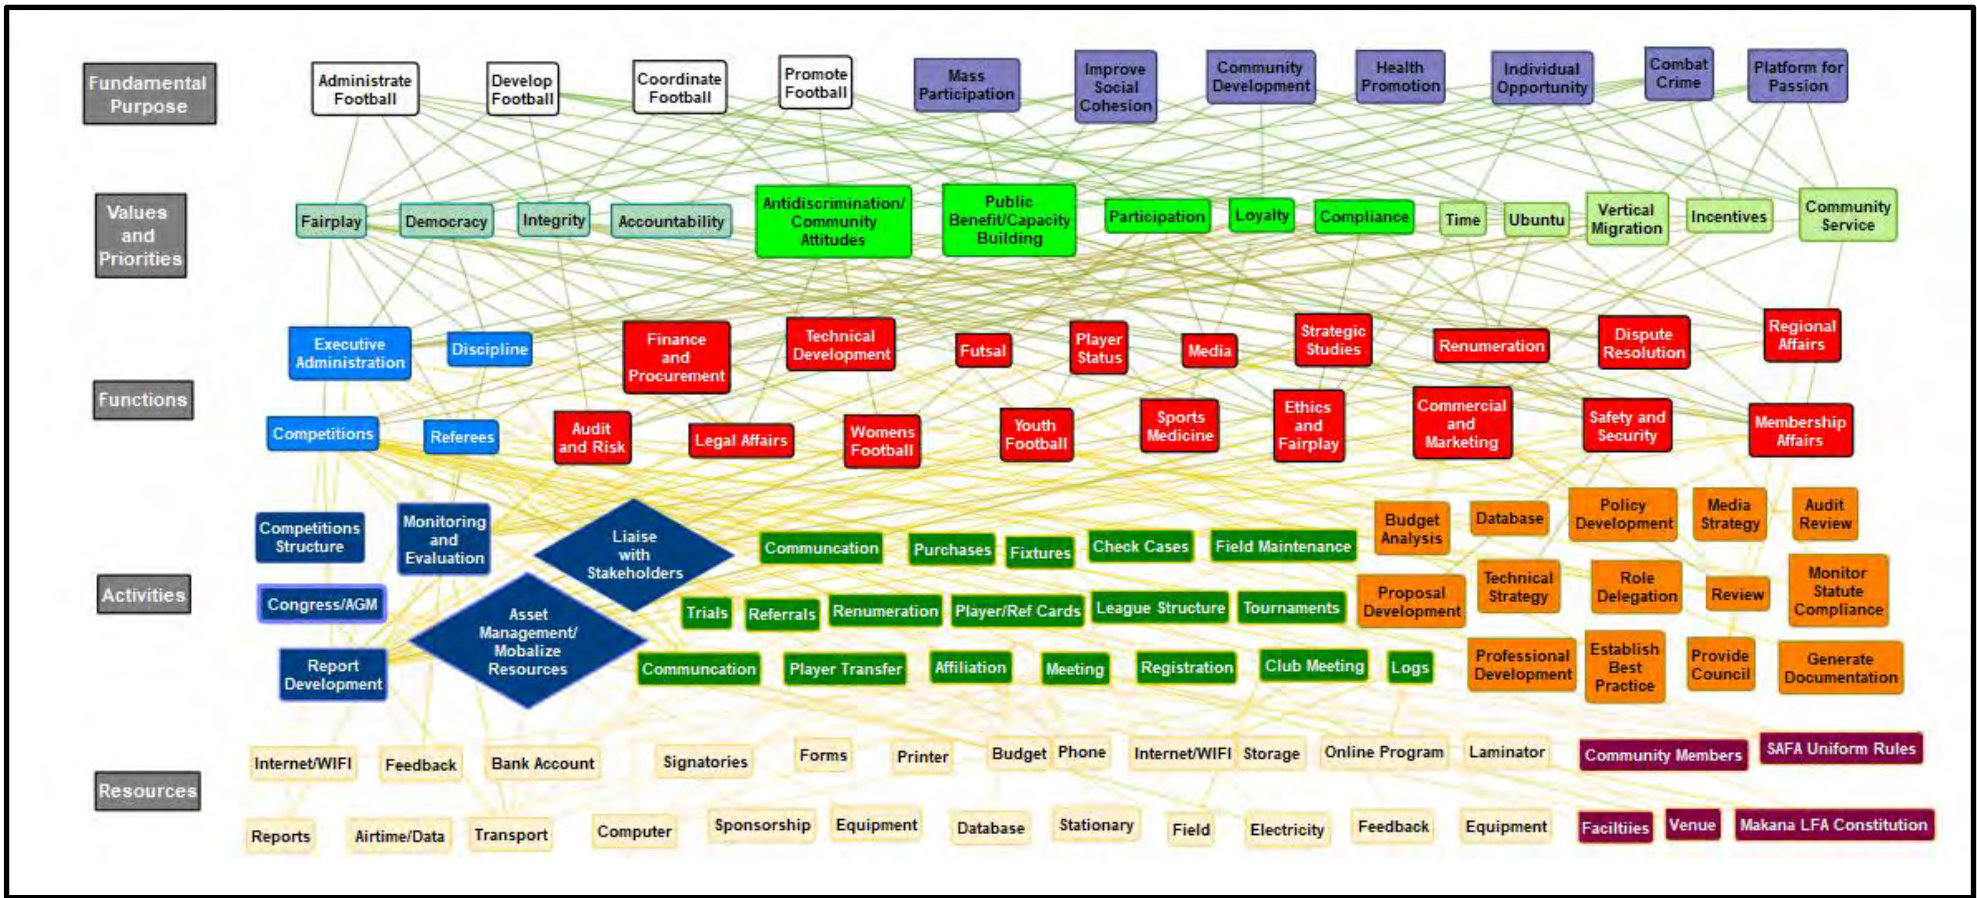 Fundamental
Purpose
Administrate
Football
Develop
Football
Coordinate
Football
Promote
Football
Mass
Participation
Improve
Social
Cohesion
Community
Development
Health
Promotion
Individual
Opportunity
Combat
Crime
Platform for
Passion
Values
and
Priorities
Fairplay
Democracy
Integrity
Accountability
Antidiscrimination/
Community
Attitudes
Public
Benefit/Capacity
Building
Participation
Loyalty
Compliance
Time
Ubuntu
Vertical
Migration
Incentives
Community
Service
Functions
Executive
Administration
Discipline
Finance
and
Procurement
Technical
Development
Futsal
Player
Status
Media
Strategic
Studies
Renumeration
Dispute
Resolution
Regional
Affairs
Competitions
Referees
Audit
and Risk
Legal Affairs
Womens
Football
Youth
Football
Sports
Medicine
Ethics
and
Fairplay
Commercial
and
Marketing
Safety and
Security
Membership
Affairs
Activities
Competitions
Structure
Monitoring
and
Evaluation
Liaise
with
Stakeholders
Communcation
Purchases
Fixtures
Check Cases
Field Maintenance
Budget
Analysis
Database
Policy
Development
Media
Strategy
Audit
Review
Congress/AGM
Asset
Management/
Mobalize
Resources
Trials
Referrals
Renumeration
Player/Ref Cards
League Structure
Tournaments
Proposal
Development
Technical
Strategy
Role
Delegation
Review
Monitor
Statute
Compliance
Report
Development
Communcation
Player Transfer
Affiliation
Meeting
Registration
Club Meeting
Logs
Professional
Development
Establish
Best
Practice
Provide
Council
Generate
Documentation
Resources
Internet/WIFI
Feedback
Bank Account
Signatories
Forms
Printer
Budget
Phone
Internet/WIFI
Storage
Online Program
Laminator
Community Members
SAFA Uniform Rules
Reports
Airtime/Data
Transport
Computer
Sponsorship
Equipment
Database
Stationary
Field
Electricity
Feedback
Equipment
Faciltiies
Venue
Makana LFA Constitution